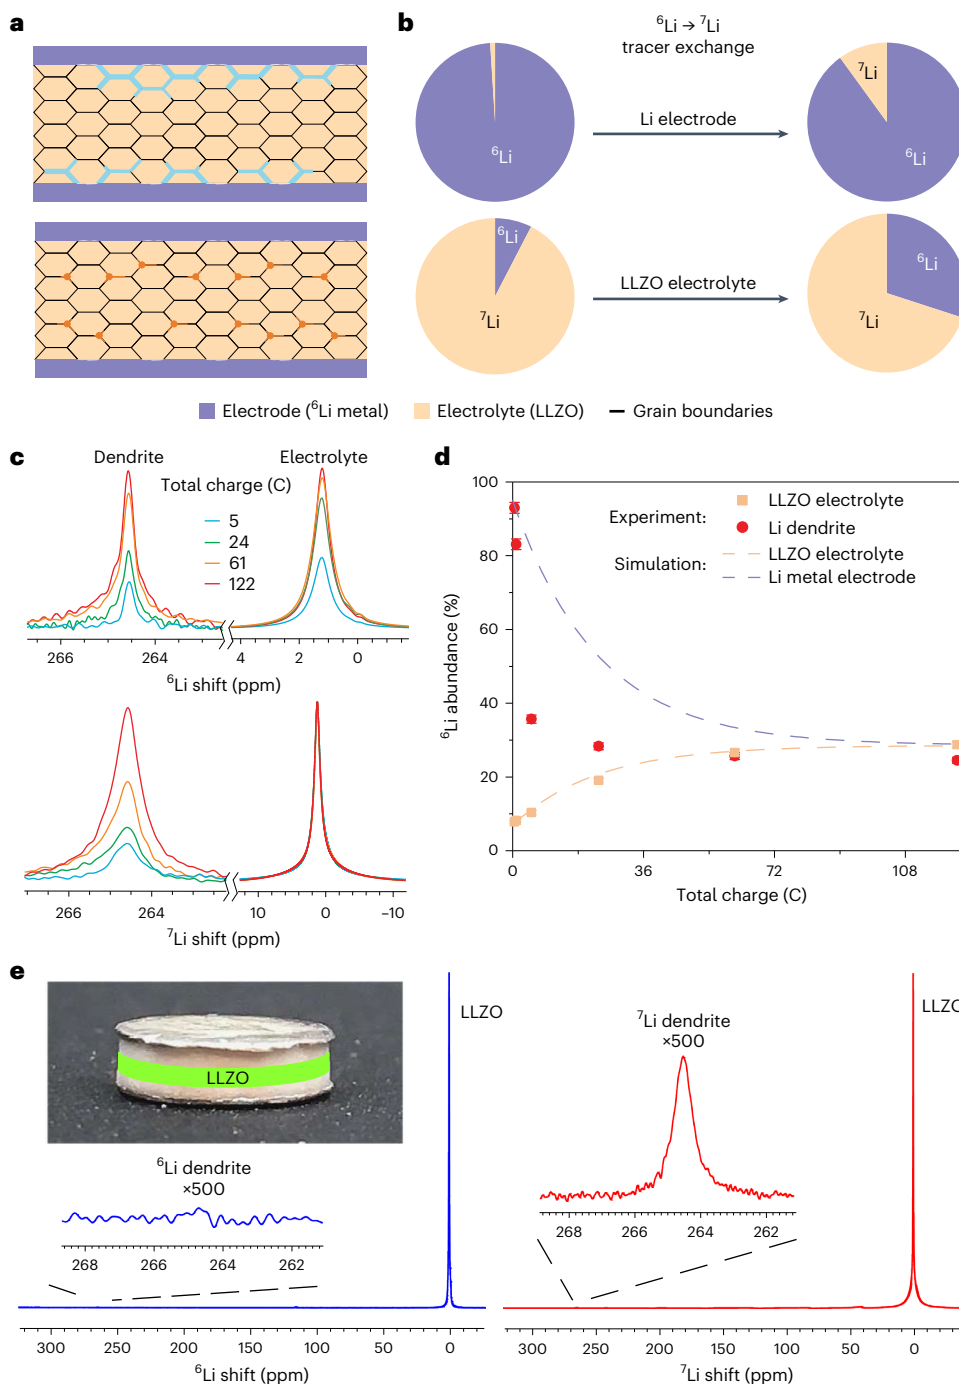 a
b
⁶Li → ⁷Li
tracer exchange
⁷Li
Li electrode
⁶Li
⁶Li
⁶Li
⁶Li
LLZO electrolyte
⁷Li
⁷Li
Electrode (⁶Li metal)
Electrolyte (LLZO)
Grain boundaries
c
Dendrite
Electrolyte
Total charge (C)
5
24
61
122
266
264
4
2
0
⁶Li shift (ppm)
266
264
10
0
–10
⁷Li shift (ppm)
d
100
80
60
40
20
0
⁶Li abundance (%)
Experiment:
LLZO electrolyte
Li dendrite
Simulation:
LLZO electrolyte
Li metal electrode
0
36
72
108
Total charge (C)
e
LLZO
LLZO
⁶Li dendrite
×500
268
266
264
262
300
250
200
150
100
50
0
⁶Li shift (ppm)
LLZO
⁷Li dendrite
×500
268
266
264
262
300
250
200
150
100
50
0
⁷Li shift (ppm)